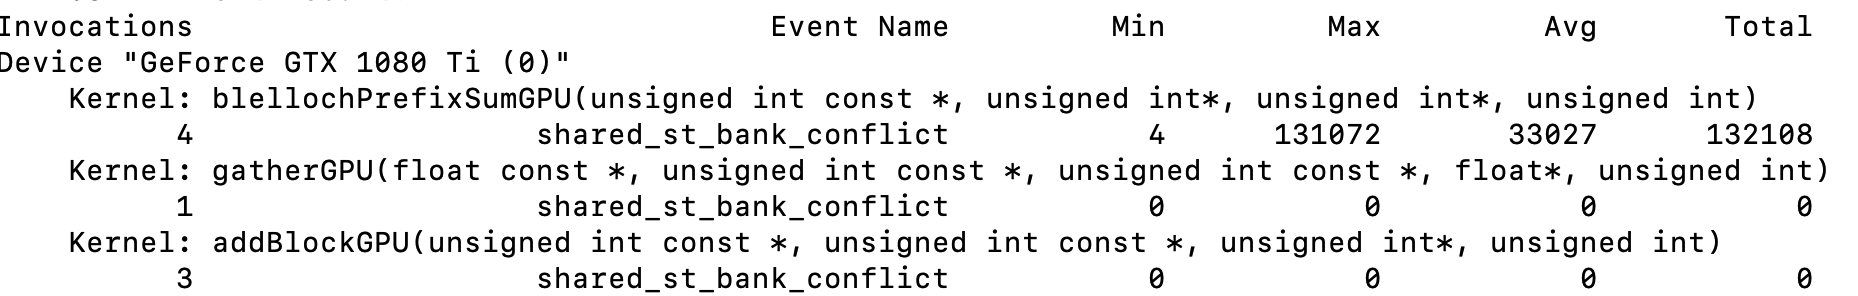 Invocations                                Event Name         Min         Max         Avg       Total
Device "GeForce GTX 1080 Ti (0)"
    Kernel: blellochPrefixSumGPU(unsigned int const *, unsigned int*, unsigned int*, unsigned int)
          4                   shared_st_bank_conflict           4      131072       33027      132108
    Kernel: gatherGPU(float const *, unsigned int const *, unsigned int const *, float*, unsigned int)
          1                   shared_st_bank_conflict           0           0           0           0
    Kernel: addBlockGPU(unsigned int const *, unsigned int const *, unsigned int*, unsigned int)
          3                   shared_st_bank_conflict           0           0           0           0